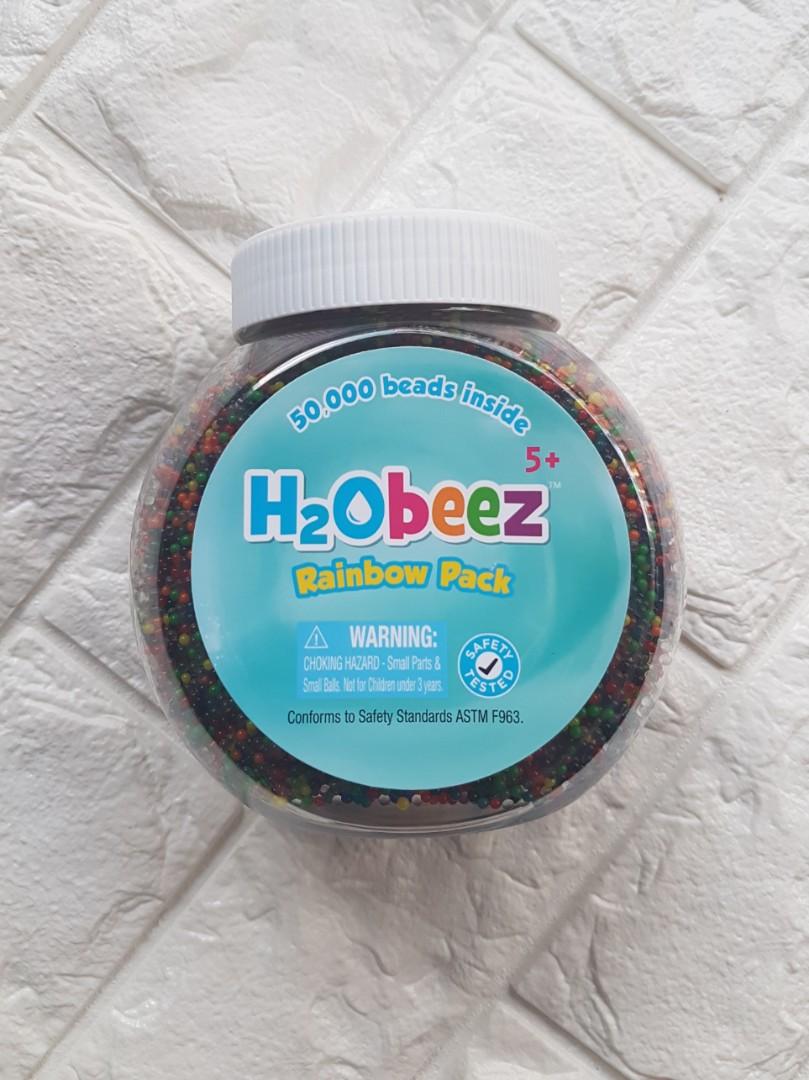 50,000 beads inside
5+
H2Obeez™
Rainbow Pack
WARNING:
CHOKING HAZARD - Small Parts &
Small Balls. Not for Children under 3 years.
SAFETY
TESTED
Conforms to Safety Standards ASTM F963.